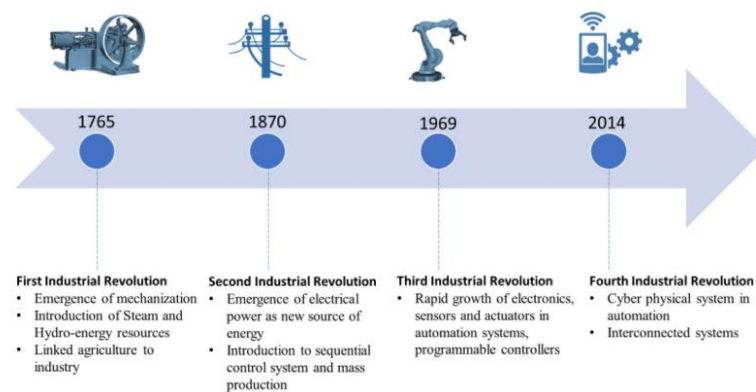 1765
1870
1969
2014
First Industrial Revolution
• Emergence of mechanization
• Introduction of Steam and
Hydro-energy resources
• Linked agriculture to
industry
Second Industrial Revolution
• Emergence of electrical
power as new source of
energy
• Introduction to sequential
control system and mass
production
Third Industrial Revolution
• Rapid growth of electronics,
sensors and actuators in
automation systems,
programmable controllers
Fourth Industrial Revolution
• Cyber physical system in
automation
• Interconnected systems